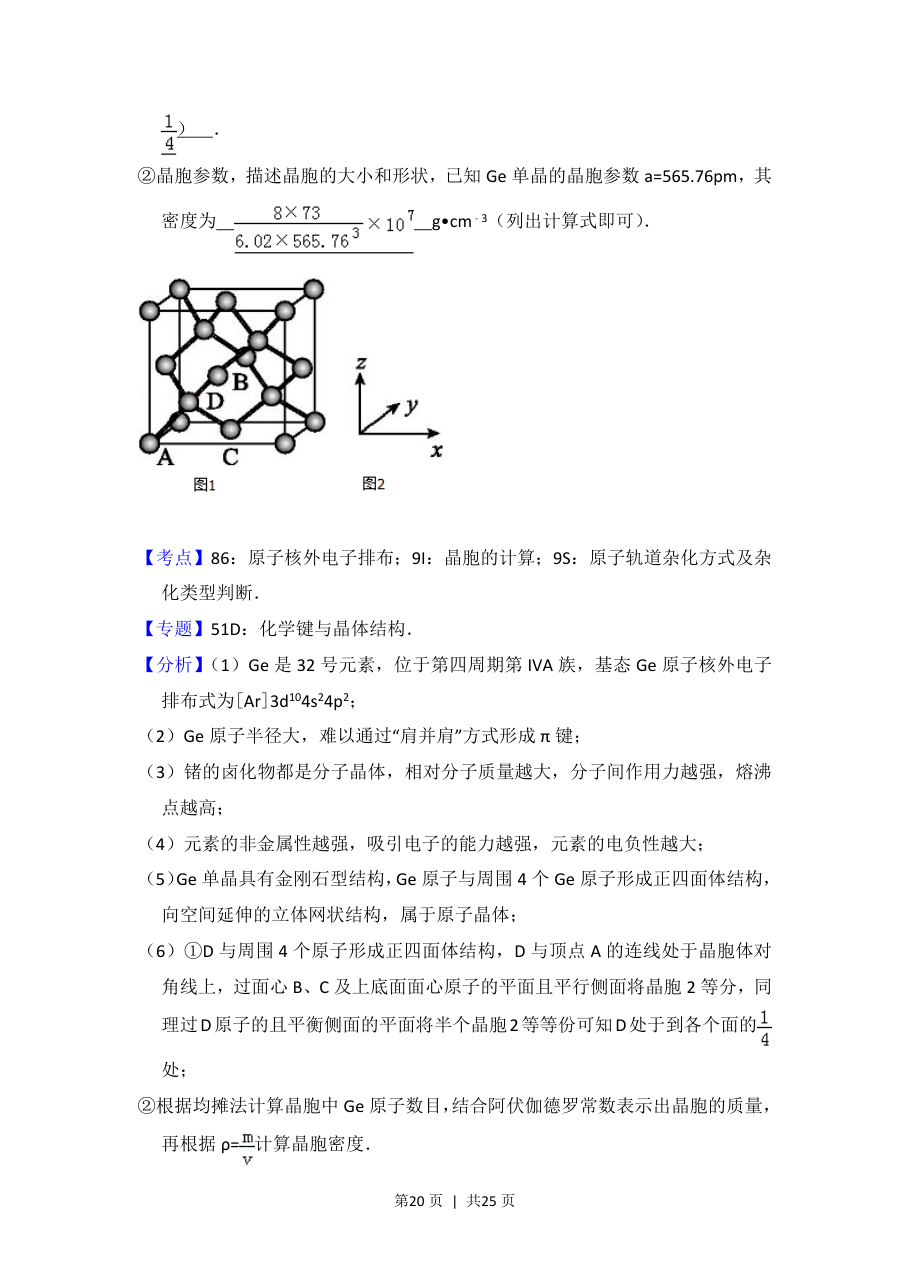 1/4)＿＿．
②晶胞参数，描述晶胞的大小和形状，已知 Ge 单晶的晶胞参数 a=565.76pm，其
密度为__8×73/6.02×565.76³×10⁷__g•cm﹣³（列出计算式即可）．
B
z
D
y
A C
x
图1 图2
【考点】86：原子核外电子排布；9I：晶胞的计算；9S：原子轨道杂化方式及杂
化类型判断．
【专题】51D：化学键与晶体结构．
【分析】（1）Ge 是 32 号元素，位于第四周期第 IVA 族，基态 Ge 原子核外电子
排布式为[Ar]3d¹⁰4s²4p²；
（2）Ge 原子半径大，难以通过“肩并肩”方式形成 π 键；
（3）锗的卤化物都是分子晶体，相对分子质量越大，分子间作用力越强，熔沸
点越高；
（4）元素的非金属性越强，吸引电子的能力越强，元素的电负性越大；
（5）Ge 单晶具有金刚石型结构，Ge 原子与周围 4 个 Ge 原子形成正四面体结构，
向空间延伸的立体网状结构，属于原子晶体；
（6）①D 与周围 4 个原子形成正四面体结构，D 与顶点 A 的连线处于晶胞体对
角线上，过面心 B、C 及上底面面心原子的平面且平行侧面将晶胞 2 等分，同
理过 D 原子的且平衡侧面的平面将半个晶胞 2 等等份可知 D 处于到各个面的1/4
处；
②根据均摊法计算晶胞中 Ge 原子数目，结合阿伏伽德罗常数表示出晶胞的质量，
再根据 ρ=m/v计算晶胞密度．
第20 页 | 共25 页